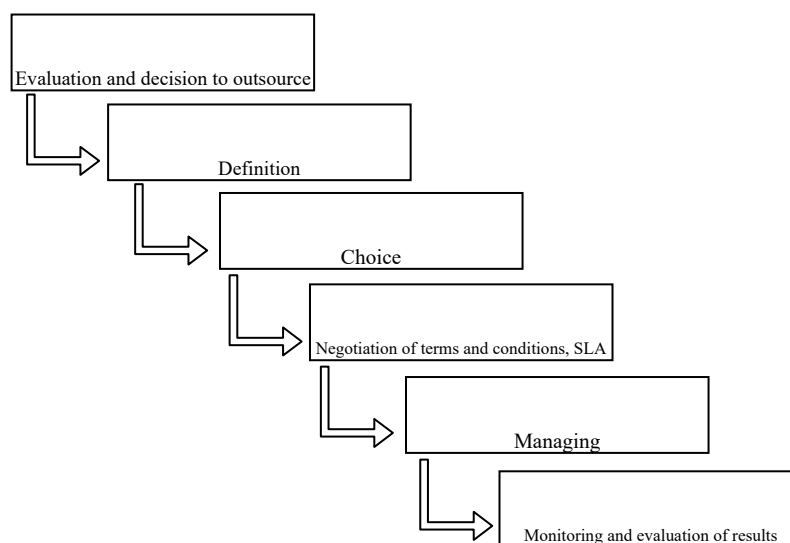 Evaluation and decision to outsource
Definition
Choice
Negotiation of terms and conditions, SLA
Managing
Monitoring and evaluation of results